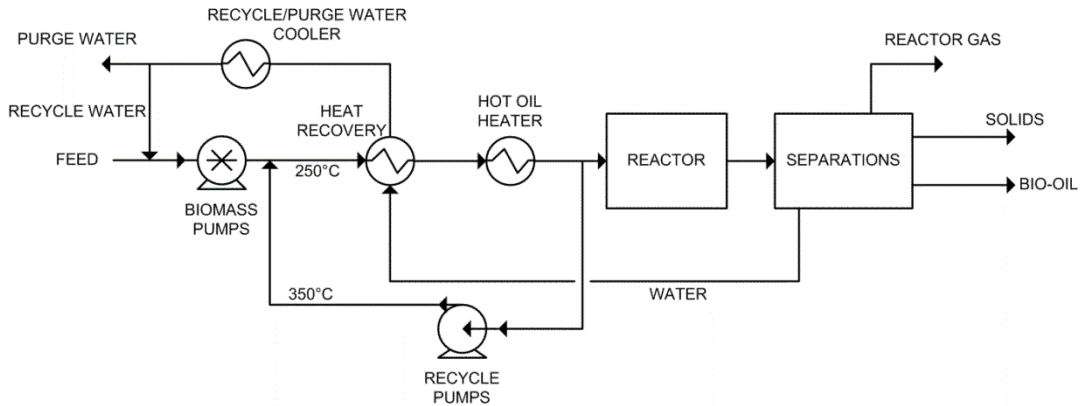 RECYCLE/PURGE WATER
COOLER
PURGE WATER
REACTOR GAS
RECYCLE WATER
HEAT
RECOVERY
HOT OIL
HEATER
SOLIDS
FEED
250°C
REACTOR
SEPARATIONS
BIO-OIL
BIOMASS
PUMPS
350°C
WATER
RECYCLE
PUMPS